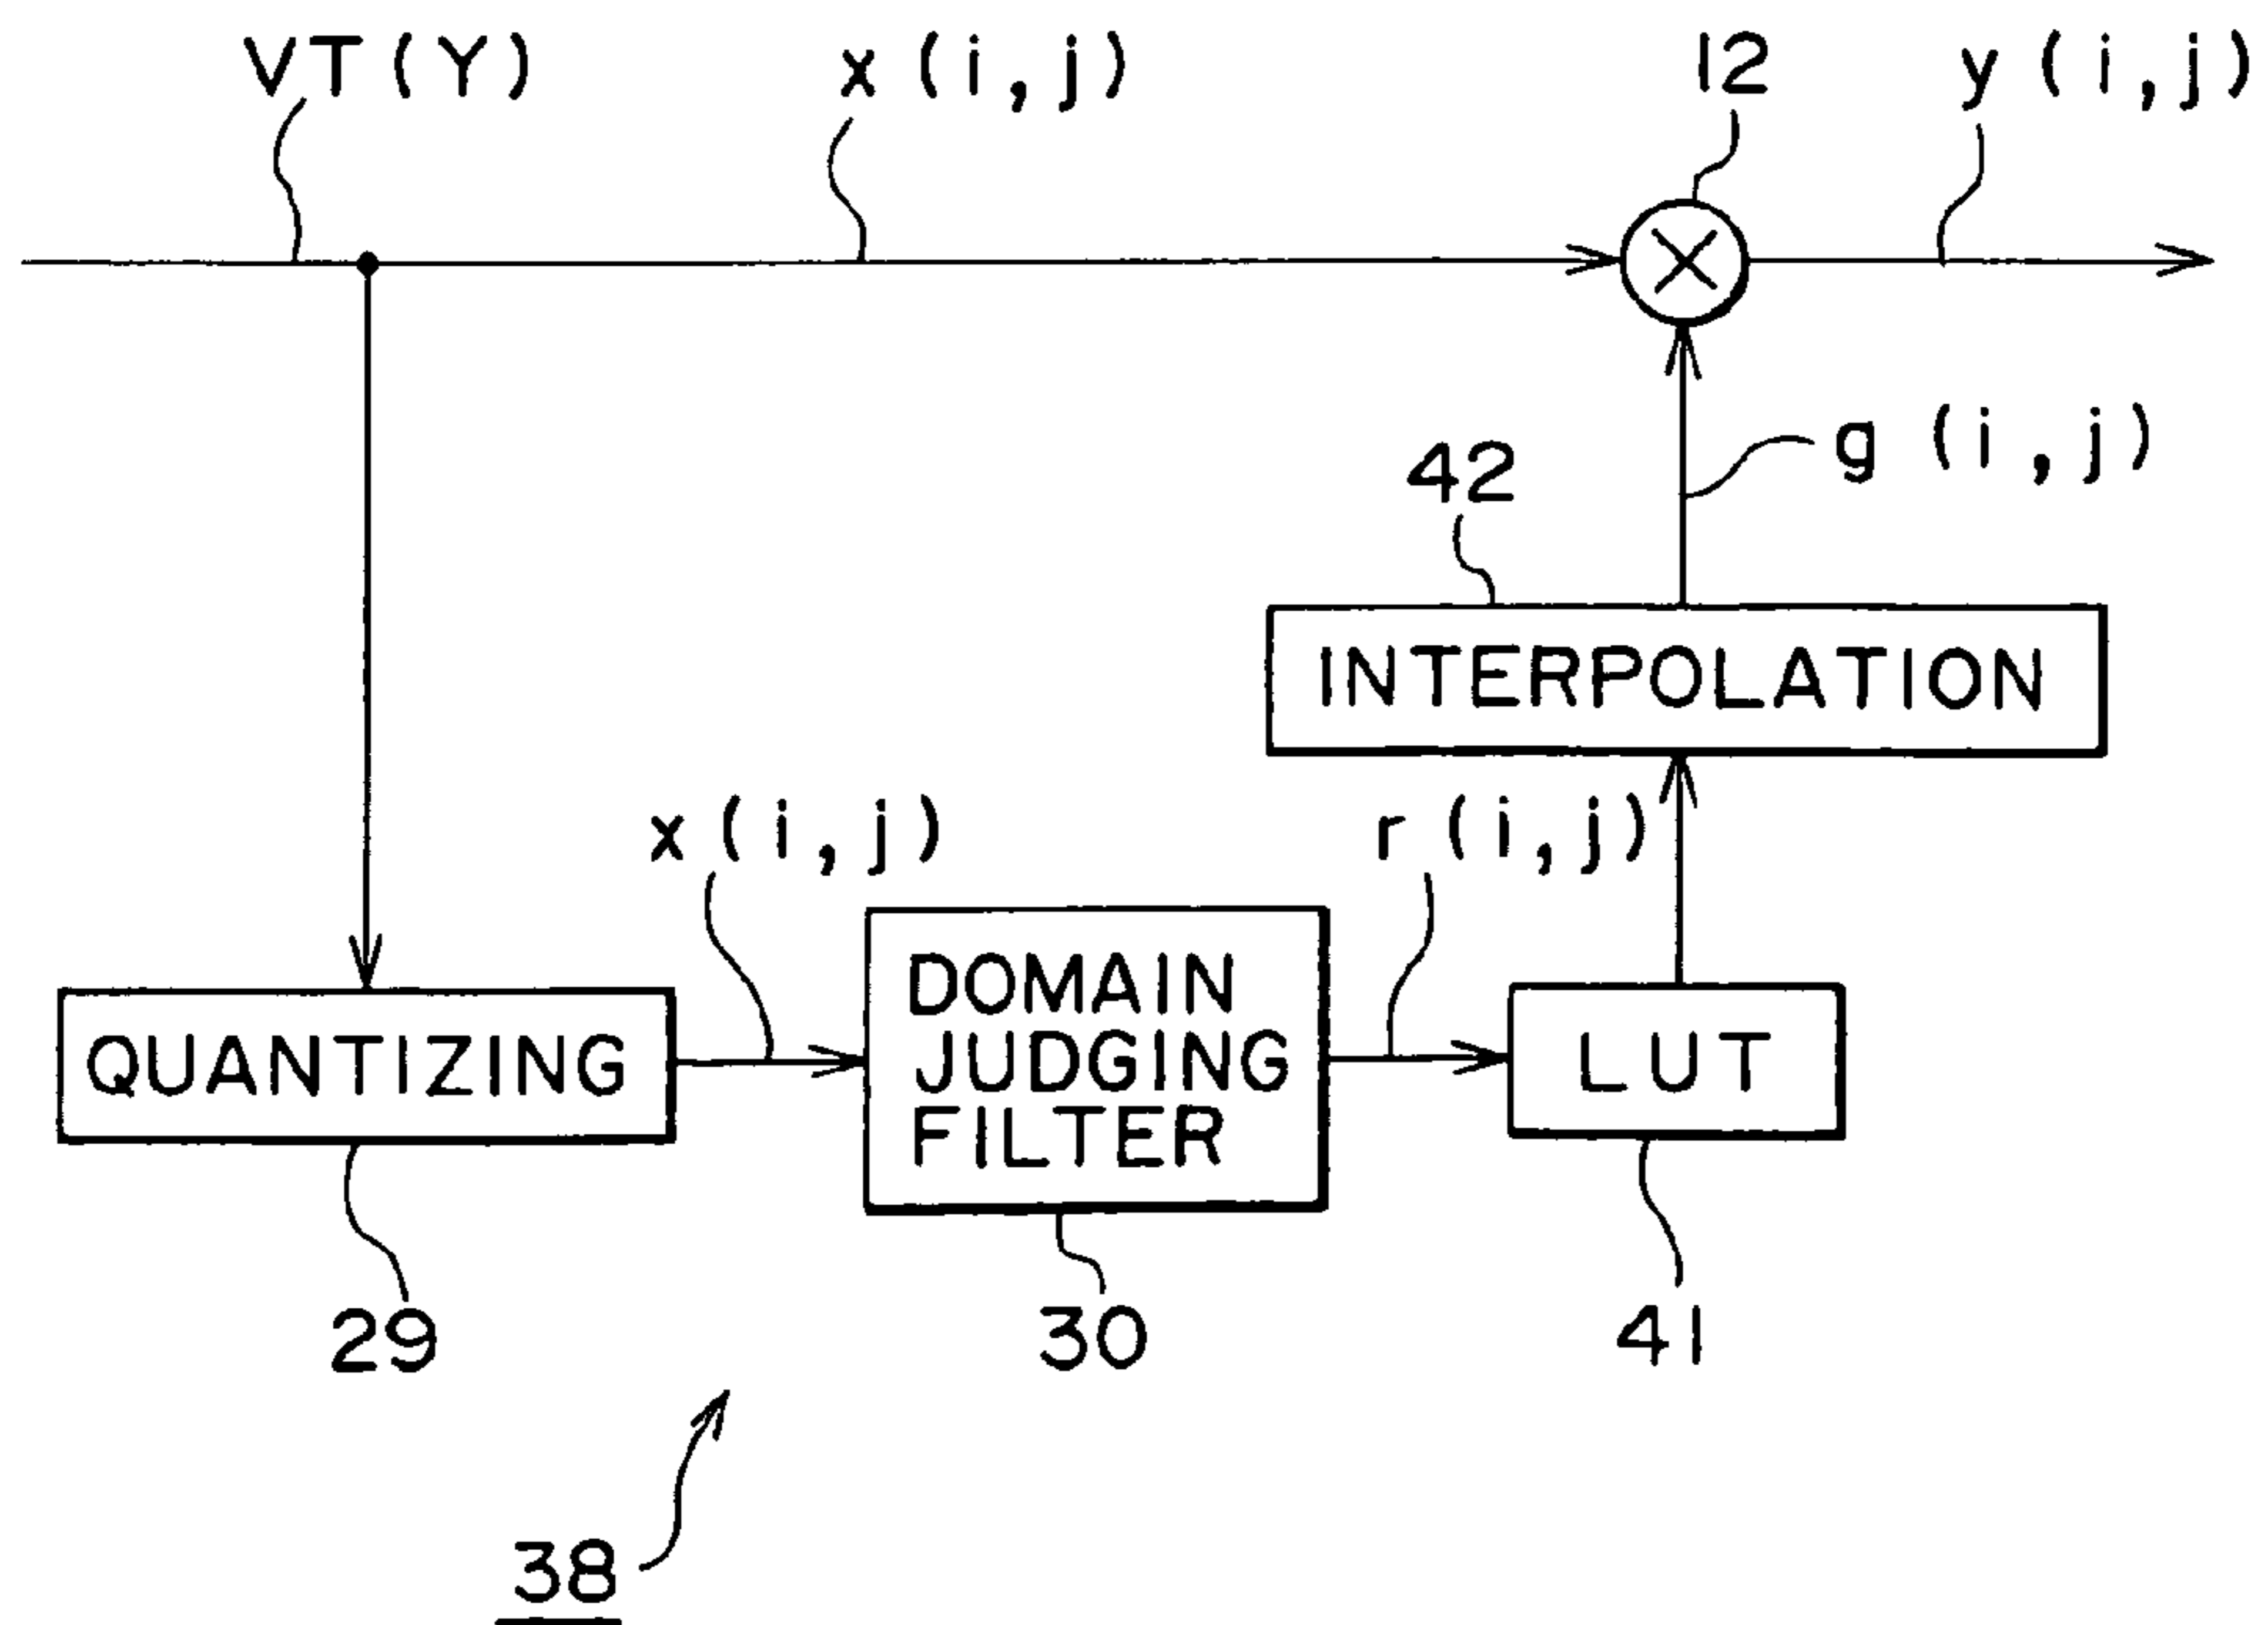 VT(Y)
x(i,j)
12
y(i,j)
g(i,j)
42
INTERPOLATION
x(i,j)
r(i,j)
QUANTIZING
DOMAIN
JUDGING
FILTER
LUT
29
30
41
38